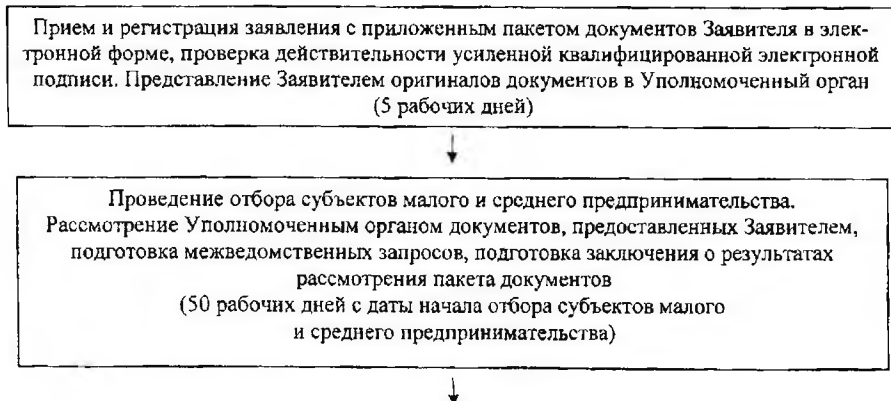 Прием и регистрация заявления с приложенным пакетом документов Заявителя в элек-
тронной форме, проверка действительности усиленной квалифицированной электронной
подписи. Представление Заявителем оригиналов документов в Уполномоченный орган
(5 рабочих дней)
Проведение отбора субъектов малого и среднего предпринимательства.
Рассмотрение Уполномоченным органом документов, предоставленных Заявителем,
подготовка межведомственных запросов, подготовка заключения о результатах
рассмотрения пакета документов
(50 рабочих дней с даты начала отбора субъектов малого
и среднего предпринимательства)